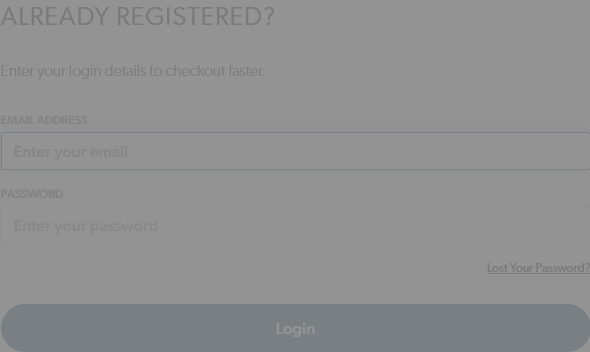 ALREADY REGISTERED?
Enter your login details to checkout faster.
EMAIL ADDRESS
Enter your email
PASSWORD
Enter your password
Lost Your Password?
Login